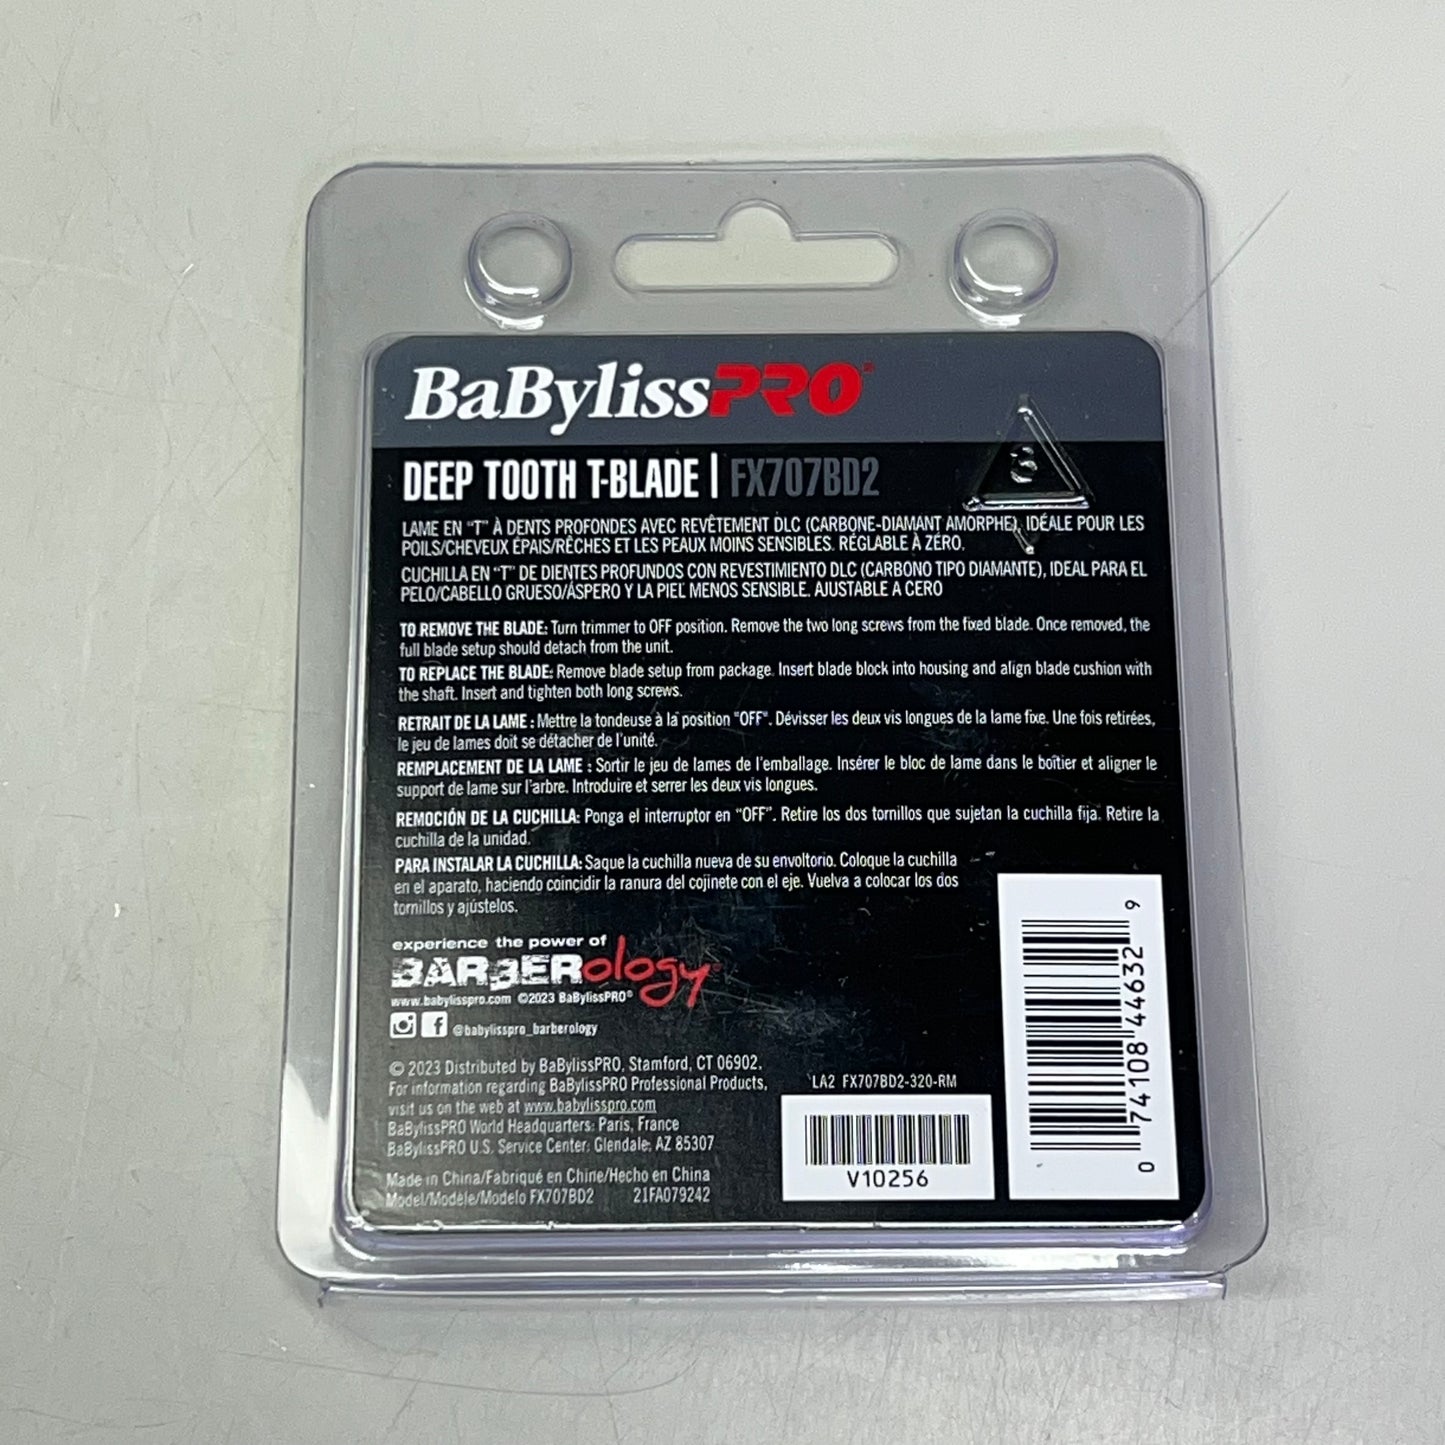 BaBylissPRO®
DEEP TOOTH T-BLADE | FX707BD2
3
LAME EN "T" À DENTS PROFONDES AVEC REVÊTEMENT DLC (CARBONE-DIAMANT AMORPHE), IDÉALE POUR LES
POILS/CHEVEUX ÉPAIS/RÊCHES ET LES PEAUX MOINS SENSIBLES. RÉGLABLE À ZÉRO.
CUCHILLA EN "T" DE DIENTES PROFUNDOS CON REVESTIMIENTO DLC (CARBONO TIPO DIAMANTE), IDEAL PARA EL
PELO/CABELLO GRUESO/ÁSPERO Y LA PIEL MENOS SENSIBLE. AJUSTABLE A CERO
TO REMOVE THE BLADE: Turn trimmer to OFF position. Remove the two long screws from the fixed blade. Once removed, the
full blade setup should detach from the unit.
TO REPLACE THE BLADE: Remove blade setup from package. Insert blade block into housing and align blade cushion with
the shaft. Insert and tighten both long screws.
RETRAIT DE LA LAME : Mettre la tondeuse à la position "OFF". Dévisser les deux vis longues de la lame fixe. Une fois retirées,
le jeu de lames doit se détacher de l'unité.
REMPLACEMENT DE LA LAME : Sortir le jeu de lames de l'emballage. Insérer le bloc de lame dans le boîtier et aligner le
support de lame sur l'arbre. Introduire et serrer les deux vis longues.
REMOCIÓN DE LA CUCHILLA: Ponga el interruptor en "OFF". Retire los dos tornillos que sujetan la cuchilla fija. Retire la
cuchilla de la unidad.
PARA INSTALAR LA CUCHILLA: Saque la cuchilla nueva de su envoltorio. Coloque la cuchilla
en el aparato, haciendo coincidir la ranura del cojinete con el eje. Vuelva a colocar los dos
tornillos y ajústelos.
experience the power of
BARBERology™
www.babylisspro.com ©2023 BaBylissPRO®
@babylisspro_barberology
© 2023 Distributed by BaBylissPRO, Stamford, CT 06902.
For information regarding BaBylissPRO Professional Products,
visit us on the web at www.babylisspro.com
BaBylissPRO World Headquarters: Paris, France
BaBylissPRO U.S. Service Center: Glendale, AZ 85307
Made in China/Fabriqué en Chine/Hecho en China
Model/Modèle/Modelo FX707BD2 21FA079242
LA2 FX707BD2-320-RM
V10256
0 74108 44632 9